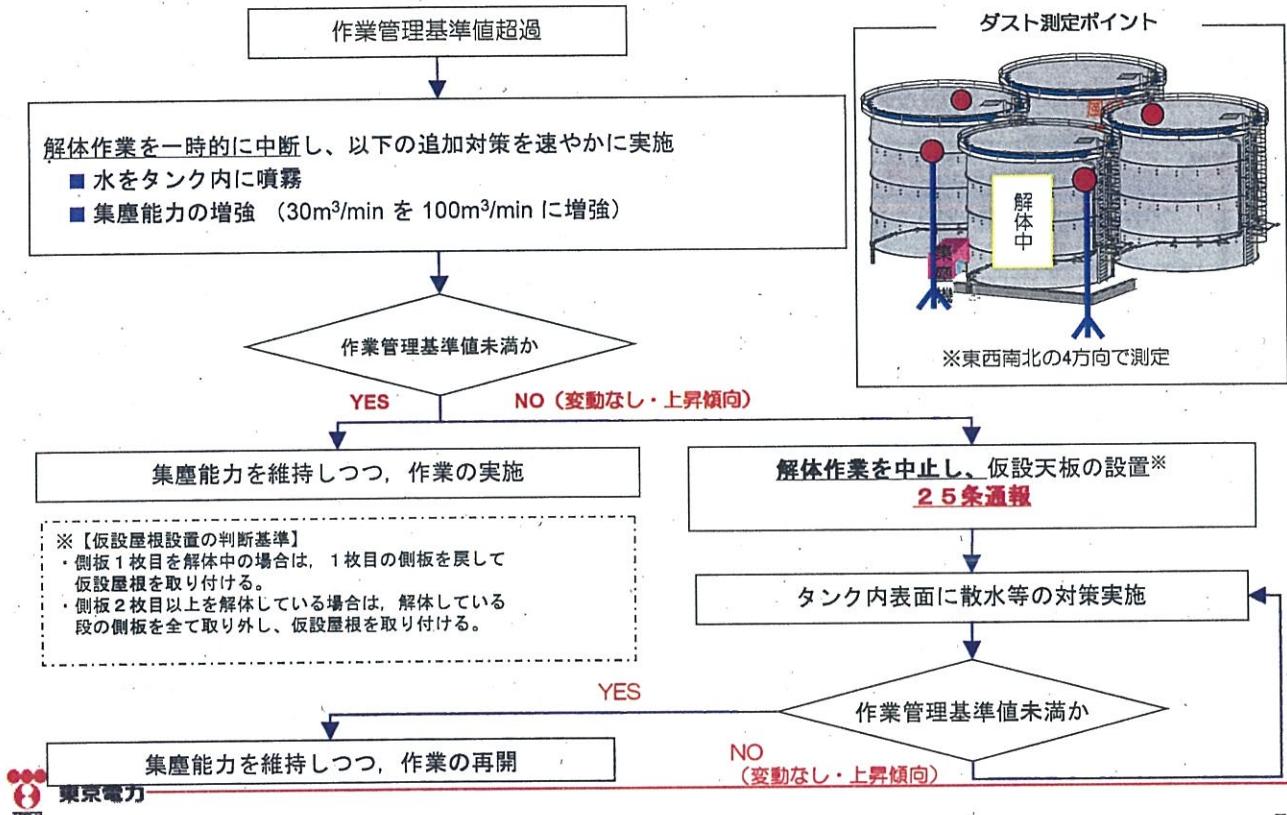 作業管理基準値超過
解体作業を一時的に中断し、以下の追加対策を速やかに実施
■ 水をタンク内に噴霧
■ 集塵能力の増強 （30m³/min を 100m³/min に増強）
作業管理基準値未満か
YES
NO（変動なし・上昇傾向）
集塵能力を維持しつつ，作業の実施
※【仮設屋根設置の判断基準】
・側板１枚目を解体中の場合は，１枚目の側板を戻して
仮設屋根を取り付ける。
・側板２枚目以上を解体している場合は，解体している
段の側板を全て取り外し、仮設屋根を取り付ける。
ダスト測定ポイント
解体中
集塵機
※東西南北の4方向で測定
解体作業を中止し、仮設天板の設置※
２５条通報
タンク内表面に散水等の対策実施
作業管理基準値未満か
YES
NO
（変動なし・上昇傾向）
集塵能力を維持しつつ，作業の再開
東京電力